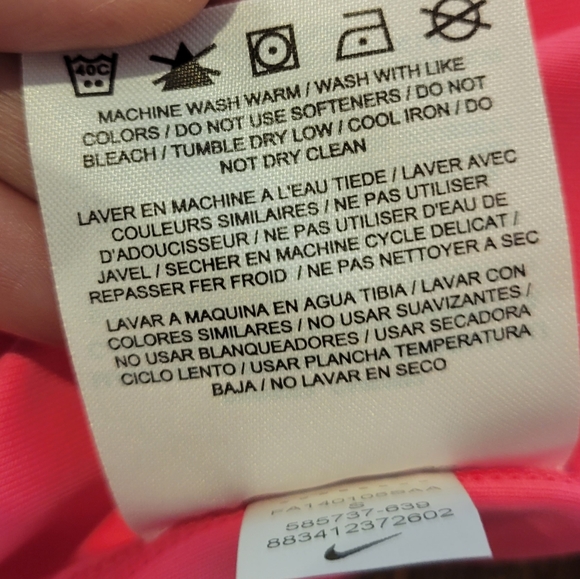 40C
MACHINE WASH WARM / WASH WITH LIKE
COLORS / DO NOT USE SOFTENERS / DO NOT
BLEACH / TUMBLE DRY LOW / COOL IRON / DO
NOT DRY CLEAN
LAVER EN MACHINE A L'EAU TIEDE / LAVER AVEC
COULEURS SIMILAIRES / NE PAS UTILISER
D'ADOUCISSEUR / NE PAS UTILISER D'EAU DE
JAVEL / SECHER EN MACHINE CYCLE DELICAT /
REPASSER FER FROID / NE PAS NETTOYER A SEC
LAVAR A MAQUINA EN AGUA TIBIA / LAVAR CON
COLORES SIMILARES / NO USAR SUAVIZANTES /
NO USAR BLANQUEADORES / USAR SECADORA
CICLO LENTO / USAR PLANCHA TEMPERATURA
BAJA / NO LAVAR EN SECO
S
585737-639
883412372602